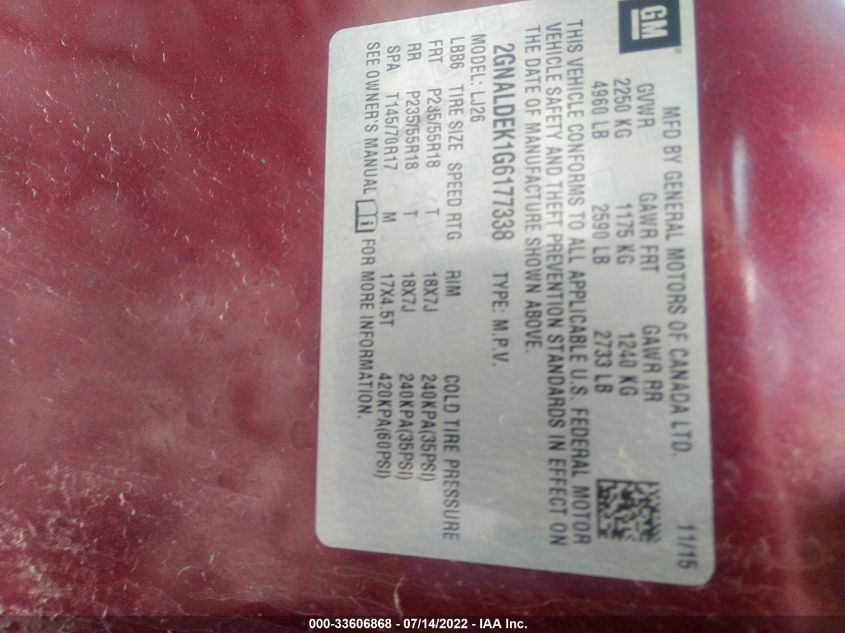 GM
MFD BY GENERAL MOTORS OF CANADA LTD. 11/15
GVWR GAWR FRT GAWR RR
2250 KG 1175 KG 1240 KG
4960 LB 2590 LB 2733 LB
THIS VEHICLE CONFORMS TO ALL APPLICABLE U.S. FEDERAL MOTOR
VEHICLE SAFETY AND THEFT PREVENTION STANDARDS IN EFFECT ON
THE DATE OF MANUFACTURE SHOWN ABOVE.
2GNALDEK1G6177338 TYPE: M.P.V.
MODEL: LJ26
LBB6 TIRE SIZE SPEED RTG RIM COLD TIRE PRESSURE
FRT P235/55R18 T 18X7J 240KPA(35PSI)
RR P235/55R18 T 18X7J 240KPA(35PSI)
SPA T145/70R17 M 17X4.5T 420KPA(60PSI)
SEE OWNER'S MANUAL i FOR MORE INFORMATION.
000-33606868 - 07/14/2022 - IAA Inc.